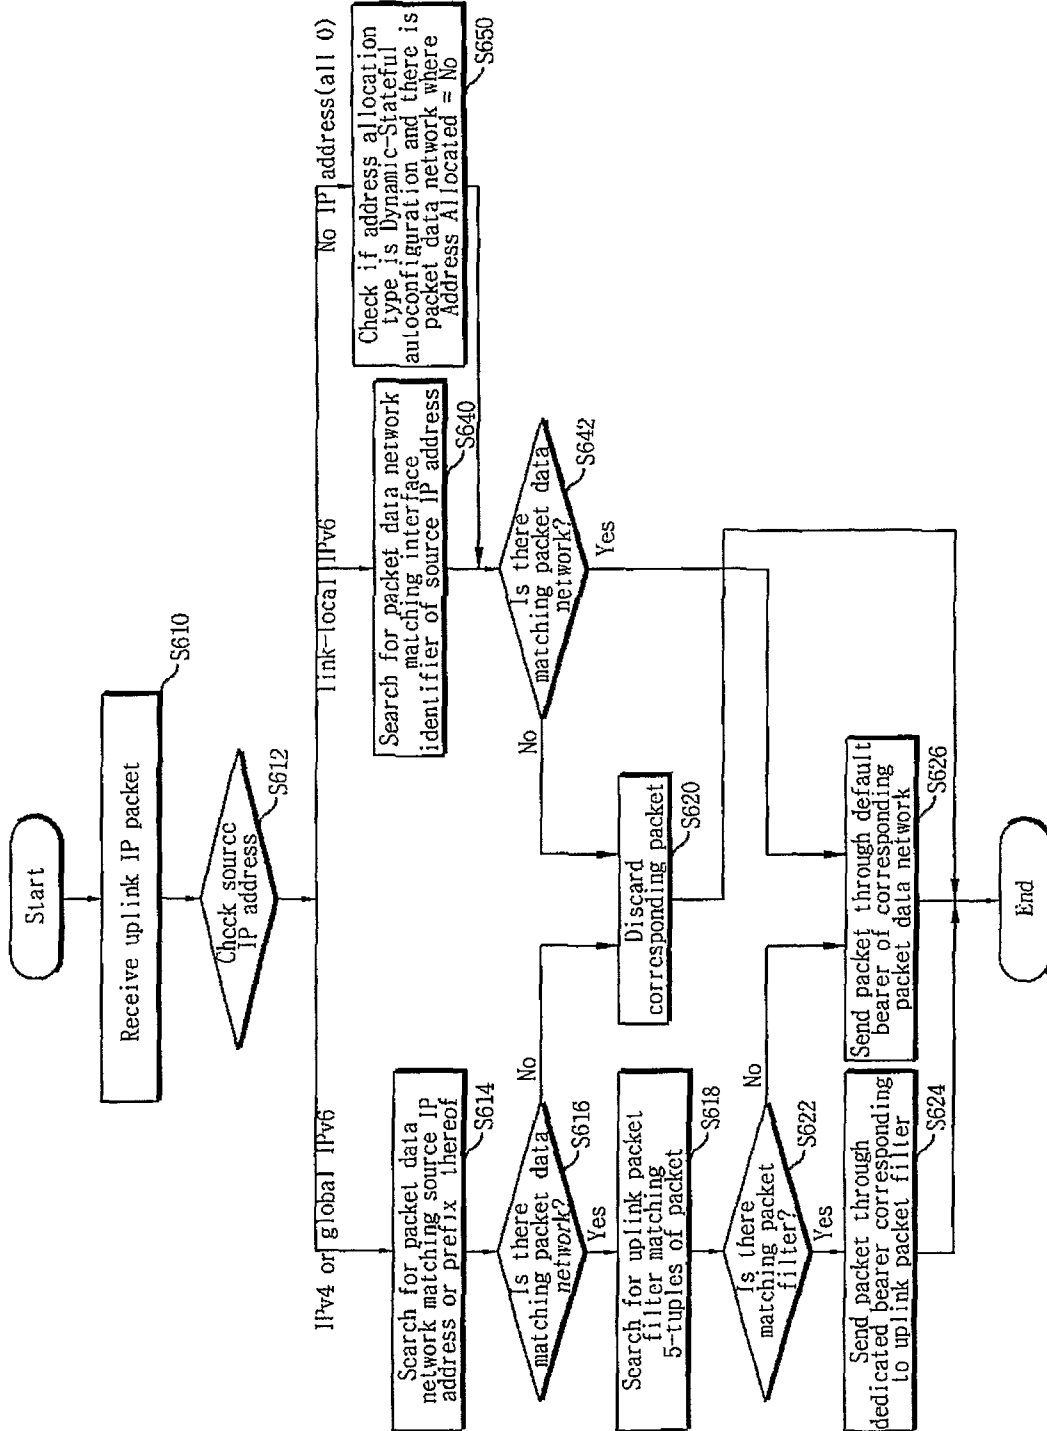 Start
Receive uplink IP packet
S610
Check source
IP address
S612
IPv4 or global IPv6
link-local IPv6
No IP address(all 0)
Search for packet data
network matching source IP
address or prefix thereof
S614
Is there
matching packet data
network?
S616
No
Yes
Search for uplink packet
filter matching
5-tuples of packet
S618
Is there
matching packet
filter?
S622
No
Yes
Send packet through
dedicated bearer corresponding
to uplink packet filer
S624
Search for packet data network
matching interface
identifier of source IP address
S640
Check if address allocation
type is Dynamic-Stateful
autoconfiguration and there is
packet data network where
Address Allocated = No
S650
Is there
matching packet data
network?
S642
No
Yes
Discard
corresponding packet
S620
Send packet through default
bearer of corresponding
packet data network
S626
End